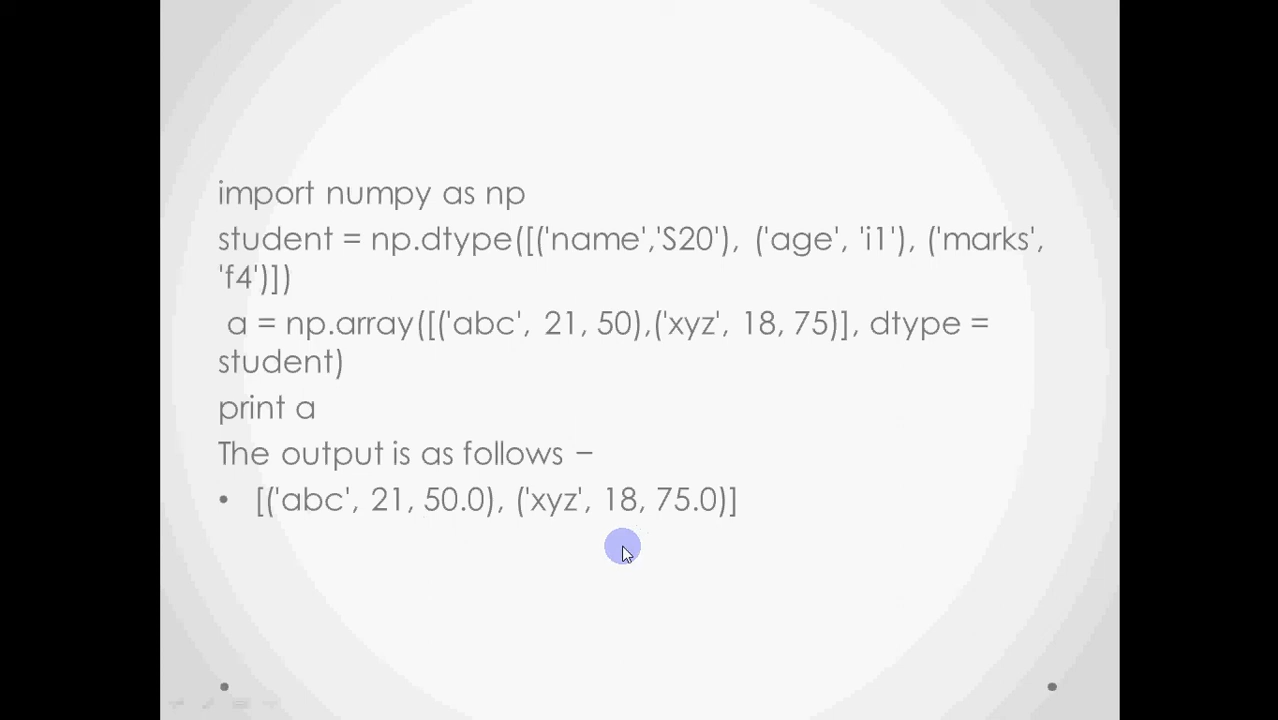 import numpy as np
student = np.dtype([('name','S20'), ('age', 'i1'), ('marks',
'f4')])
a = np.array([('abc', 21, 50),('xyz', 18, 75)], dtype =
student)
print a
The output is as follows −
• [('abc', 21, 50.0), ('xyz', 18, 75.0)]